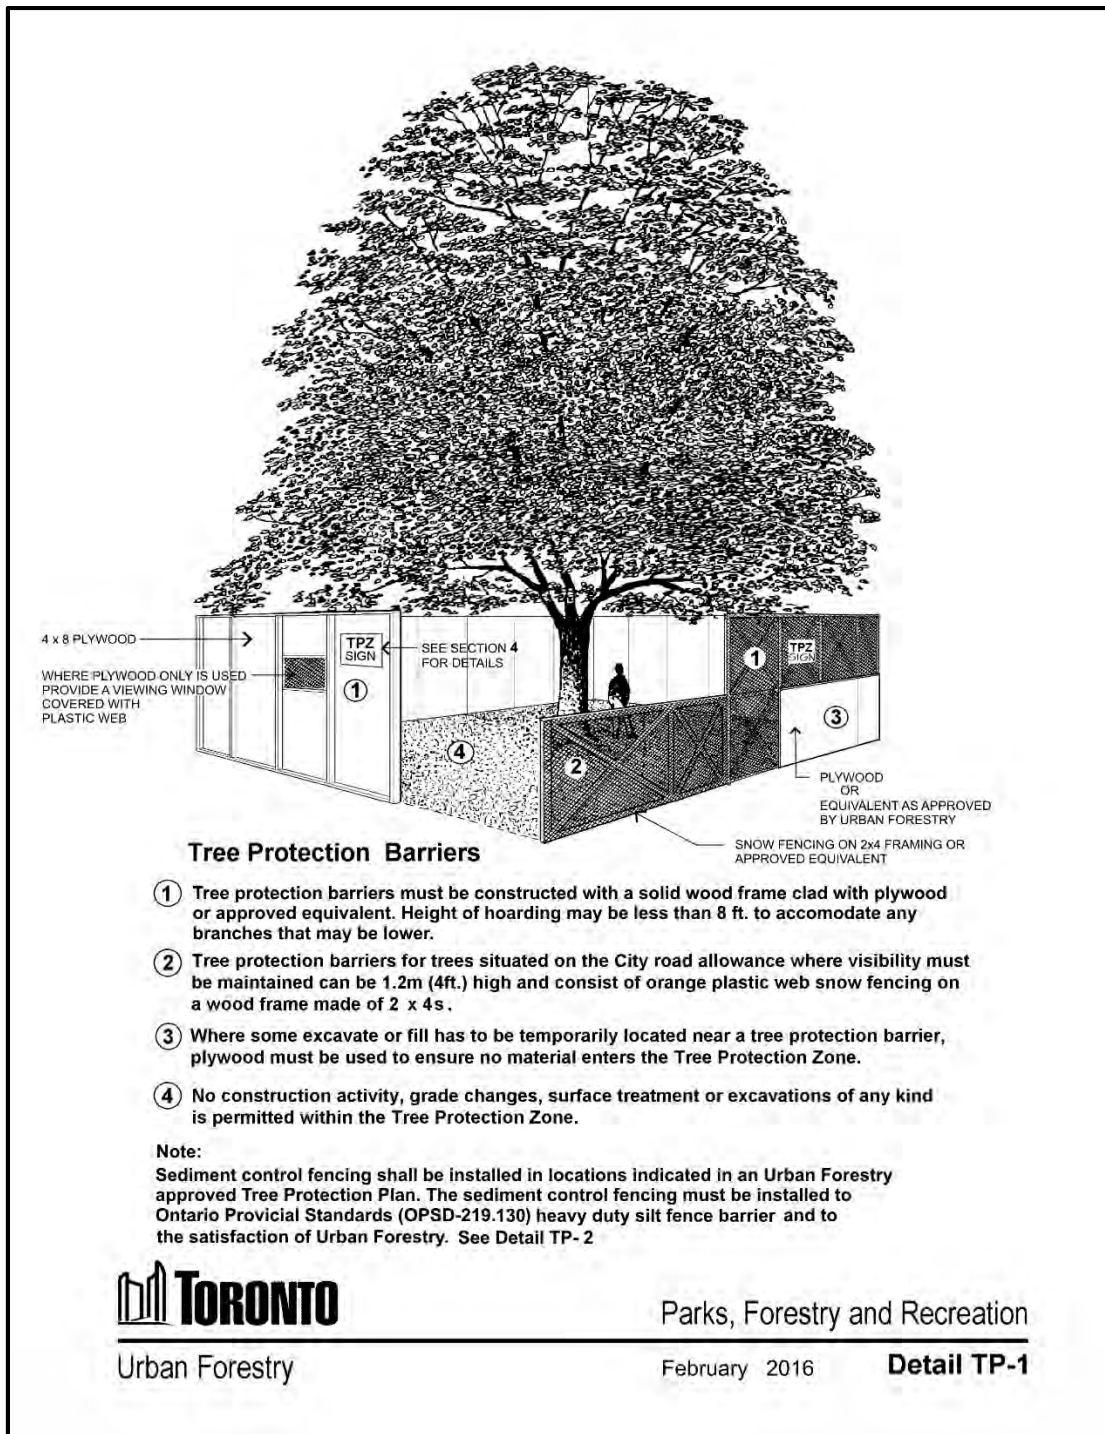 4 x 8 PLYWOOD
WHERE PLYWOOD ONLY IS USED
PROVIDE A VIEWING WINDOW
COVERED WITH
PLASTIC WEB
TPZ
SIGN
1
SEE SECTION 4
FOR DETAILS
4
2
1
TPZ
SIGN
3
PLYWOOD
OR
EQUIVALENT AS APPROVED
BY URBAN FORESTRY
SNOW FENCING ON 2x4 FRAMING OR
APPROVED EQUIVALENT
Tree Protection Barriers
1 Tree protection barriers must be constructed with a solid wood frame clad with plywood
or approved equivalent. Height of hoarding may be less than 8 ft. to accomodate any
branches that may be lower.
2 Tree protection barriers for trees situated on the City road allowance where visibility must
be maintained can be 1.2m (4ft.) high and consist of orange plastic web snow fencing on
a wood frame made of 2 x 4s.
3 Where some excavate or fill has to be temporarily located near a tree protection barrier,
plywood must be used to ensure no material enters the Tree Protection Zone.
4 No construction activity, grade changes, surface treatment or excavations of any kind
is permitted within the Tree Protection Zone.
Note:
Sediment control fencing shall be installed in locations indicated in an Urban Forestry
approved Tree Protection Plan. The sediment control fencing must be installed to
Ontario Provicial Standards (OPSD-219.130) heavy duty silt fence barrier and to
the satisfaction of Urban Forestry. See Detail TP- 2
TORONTO
Parks, Forestry and Recreation
Urban Forestry
February 2016
Detail TP-1